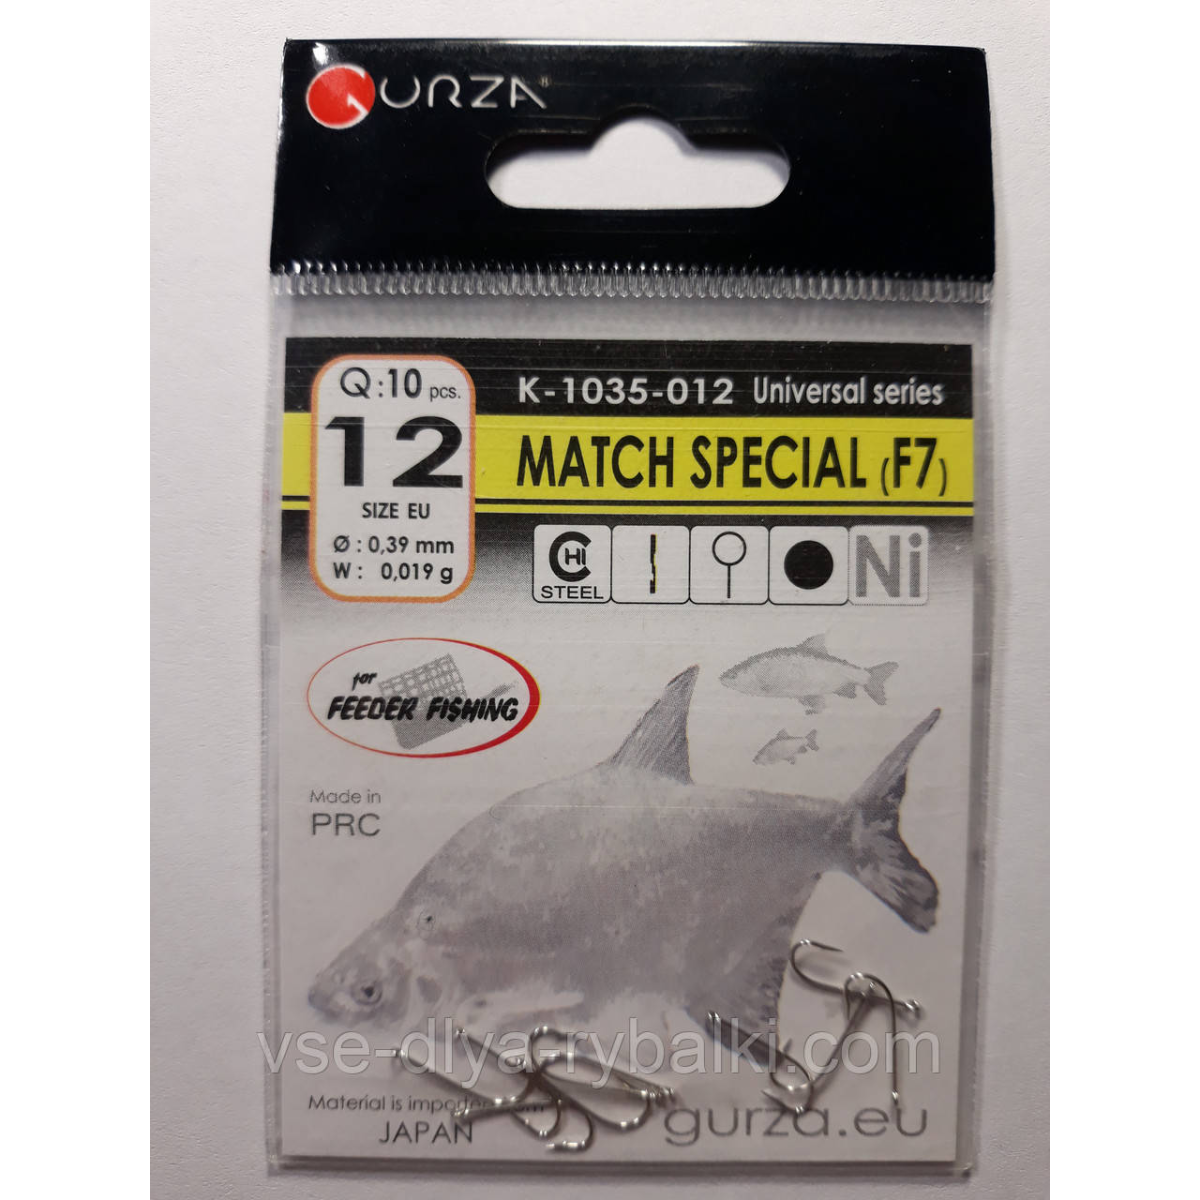 GURZA®
Q:10 pcs.
12
SIZE EU
Ø : 0,39 mm
W : 0,019 g
K-1035-012 Universal series
MATCH SPECIAL (F7)
CHI
STEEL
Ni
for
FEEDER FISHING
Made in
PRC
vse-dlya-rybalki.com
Material is imported from
JAPAN
gurza.eu